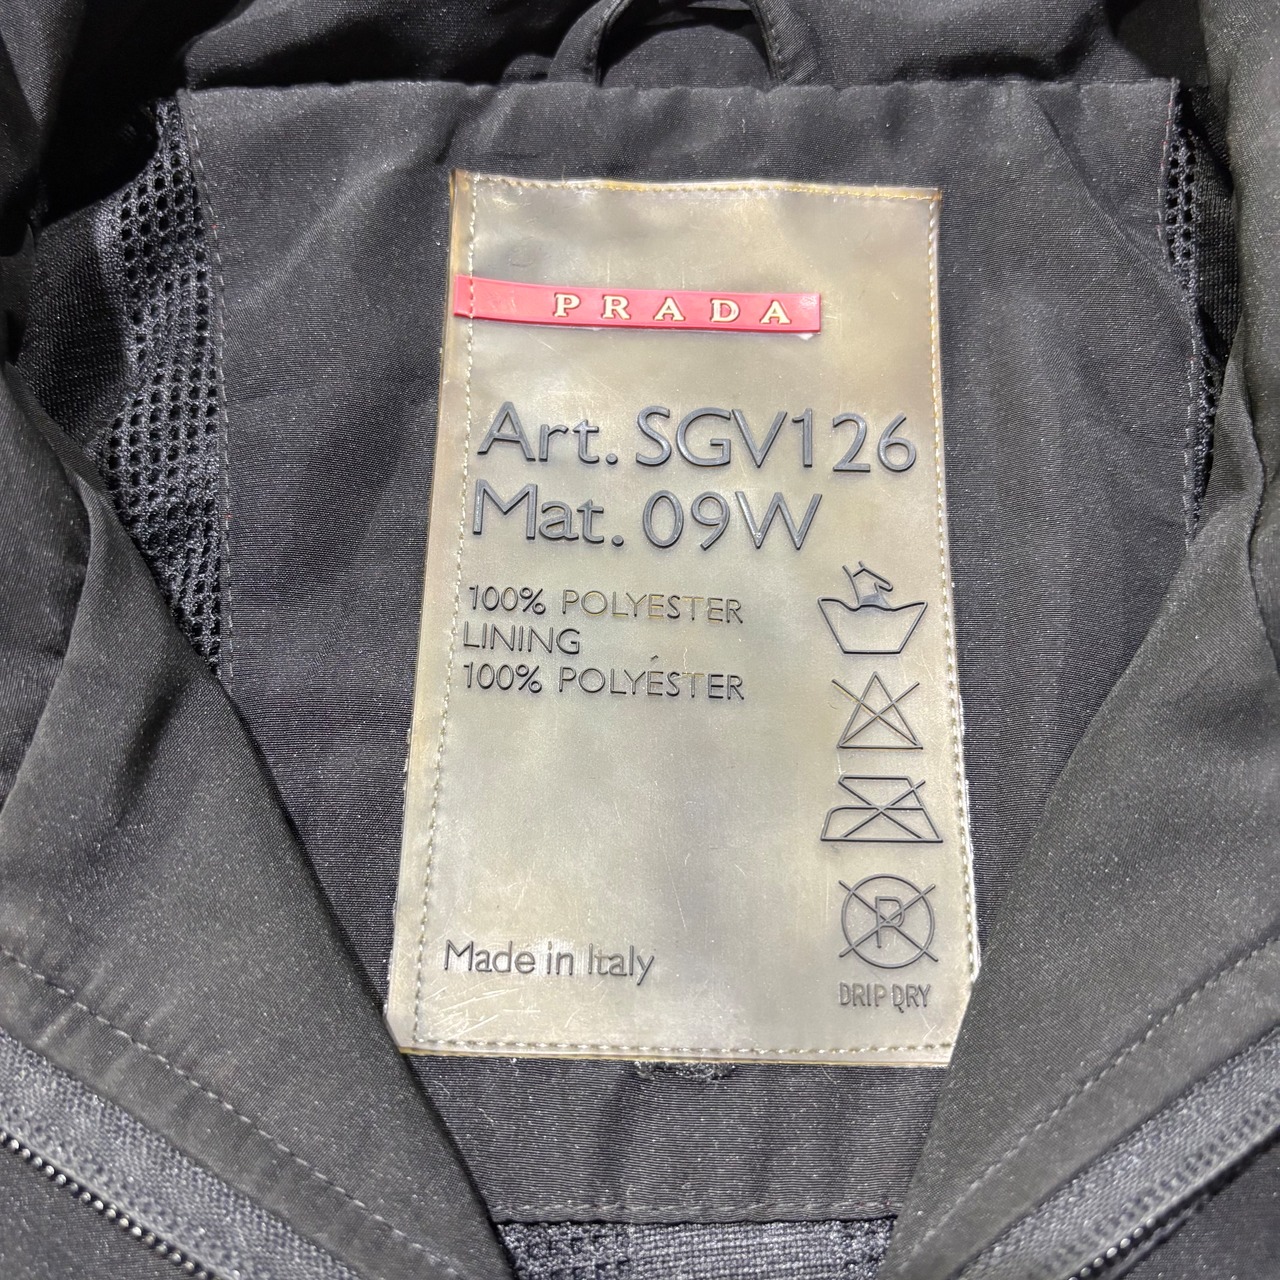 PRADA
Art. SGV126
Mat. 09W
100% POLYESTER
LINING
100% POLYÉSTER
P
DRIP DRY
Made in Italy